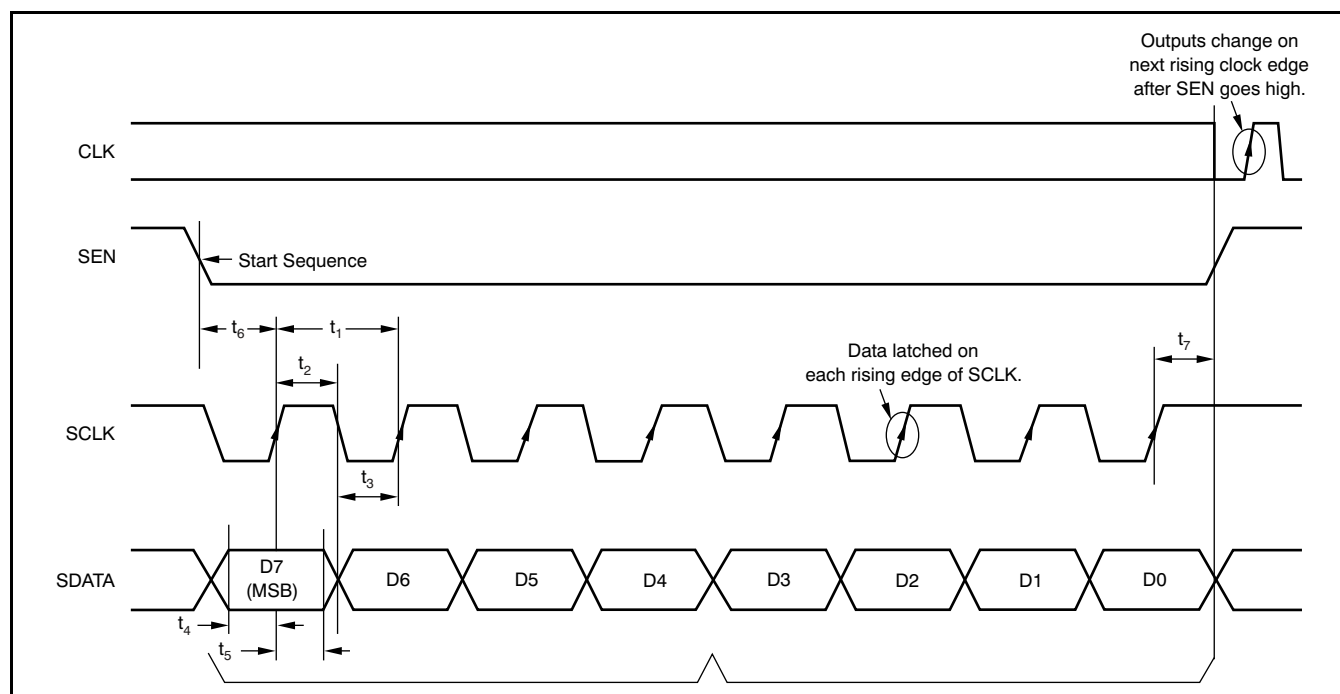 Outputs change on
next rising clock edge
after SEN goes high.
CLK
SEN
Start Sequence
t6
t1
t2
Data latched on
each rising edge of SCLK.
t7
SCLK
t3
SDATA
D7
(MSB)
D6
D5
D4
D3
D2
D1
D0
t4
t5